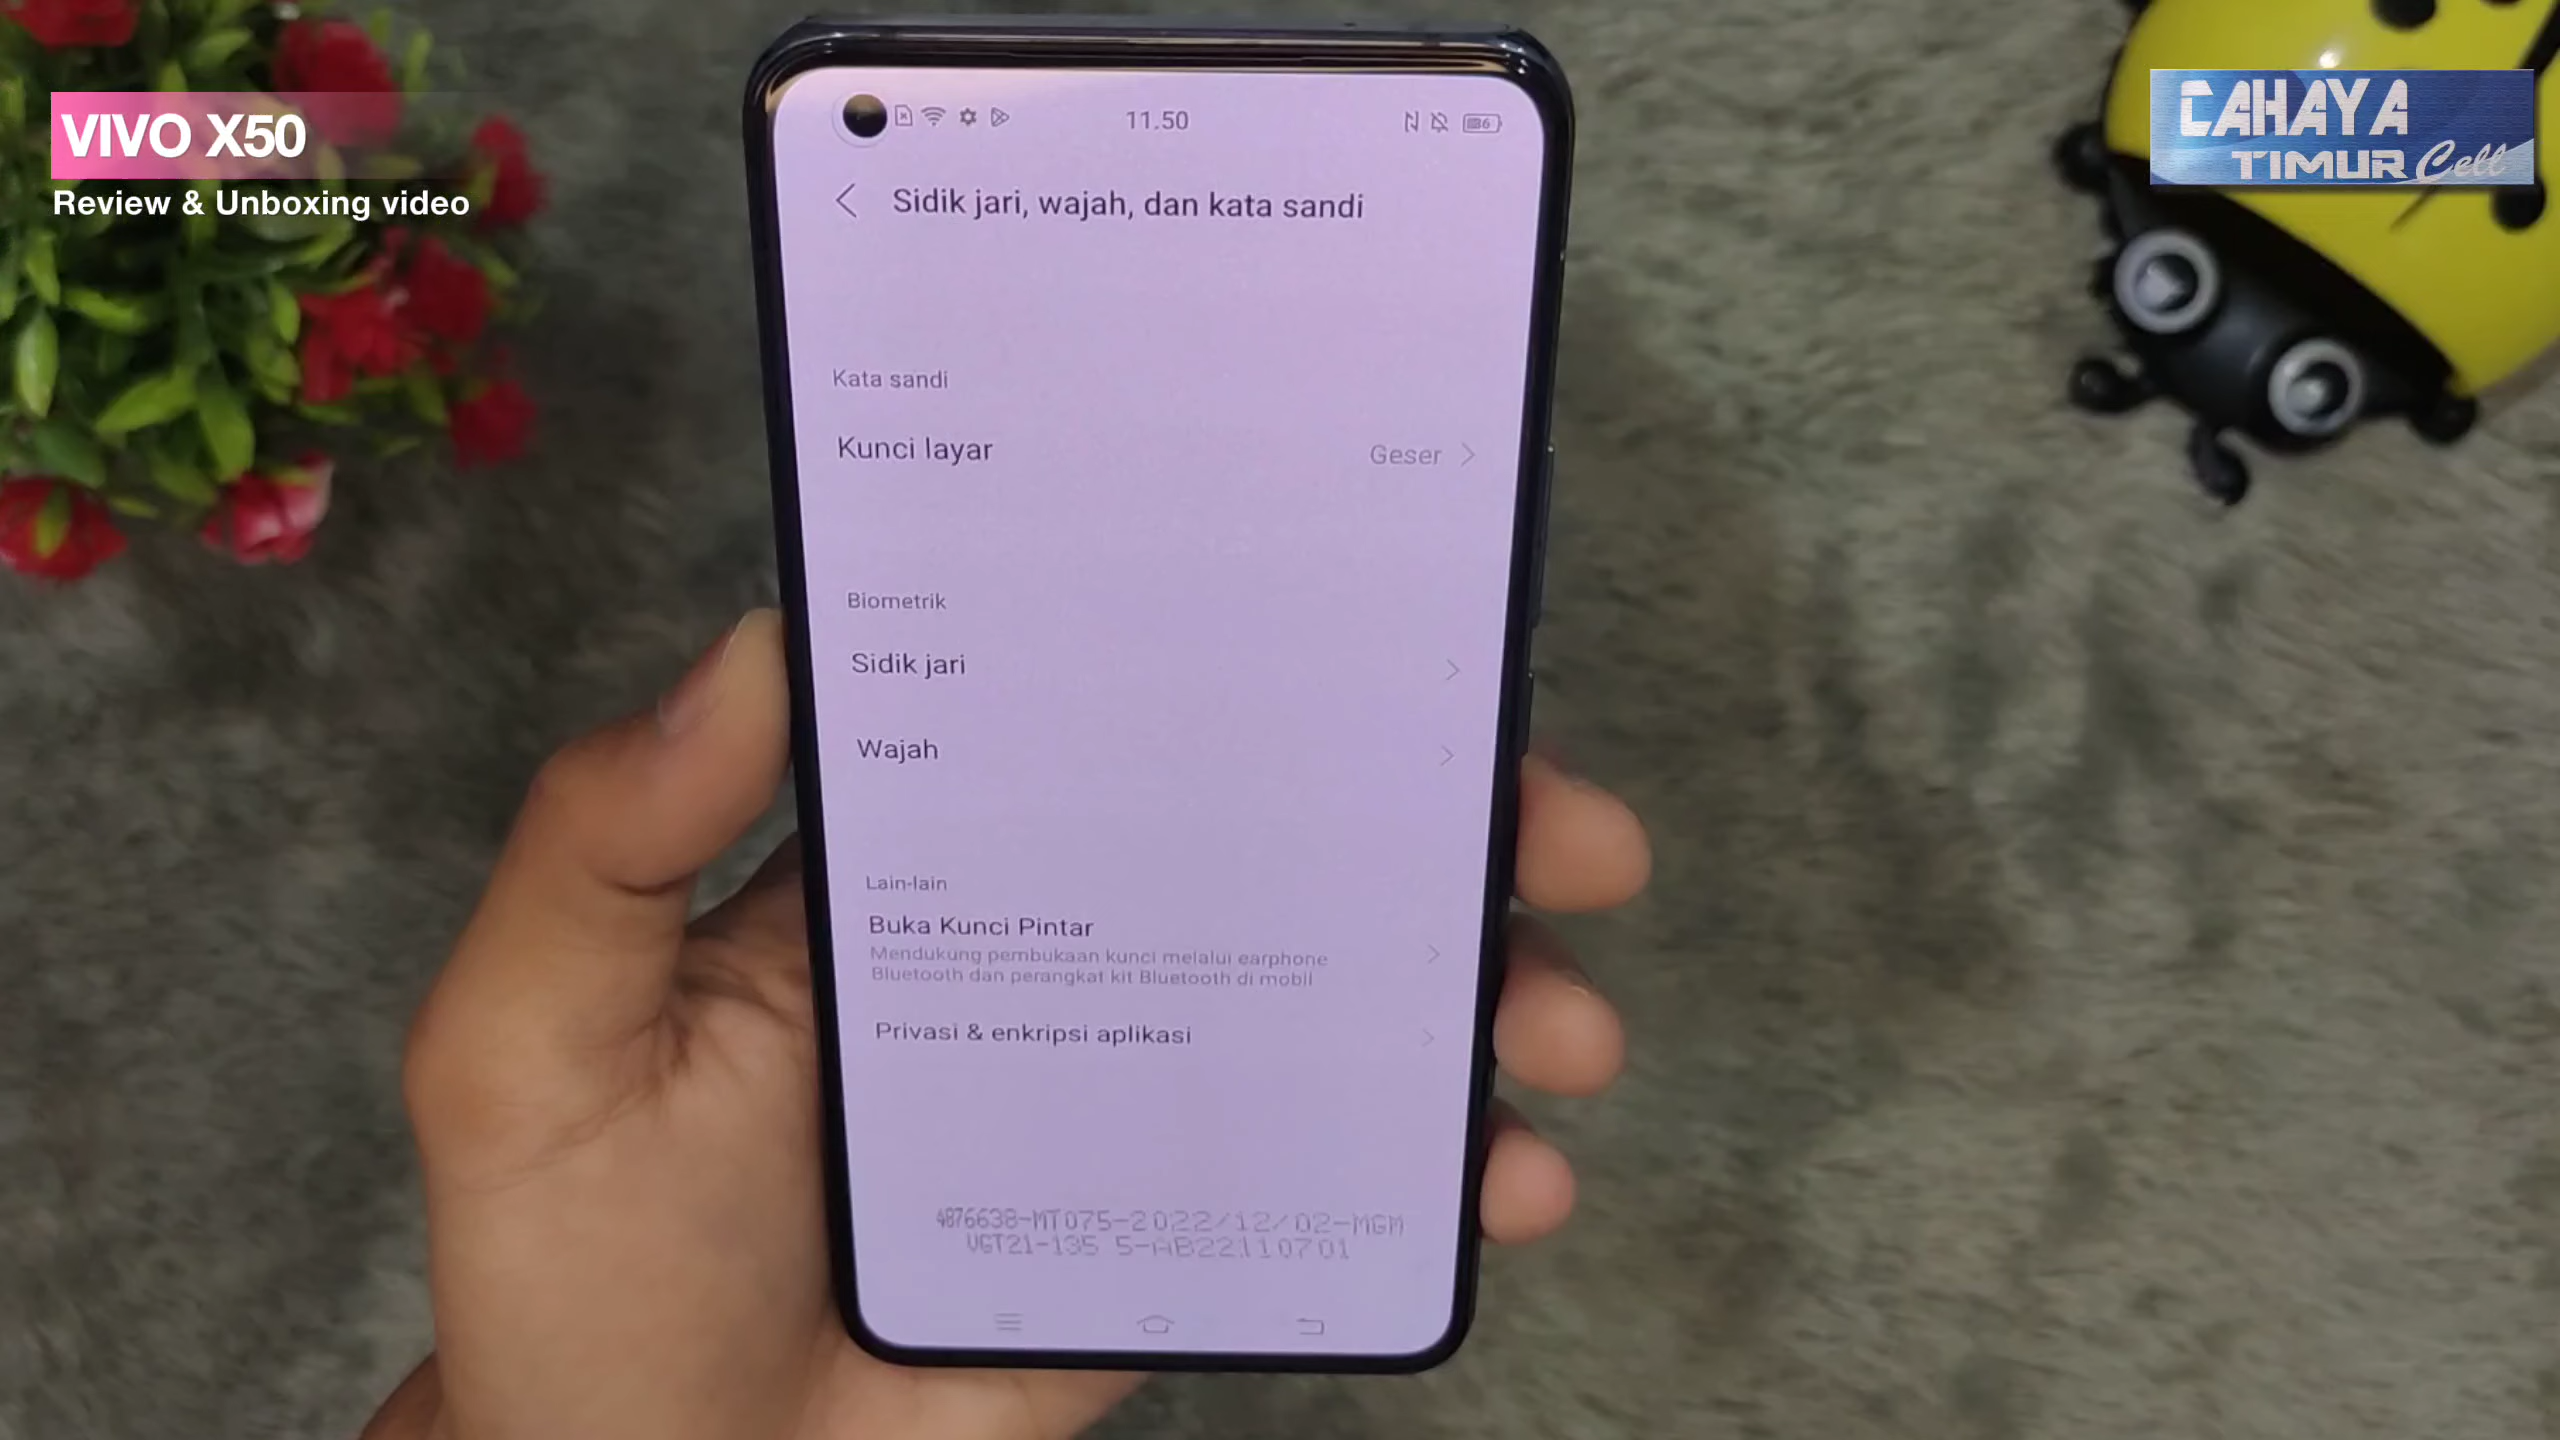 VIVO X50
Review & Unboxing video
CAHAYA
TIMUR Cell
11.50
86
Sidik jari, wajah, dan kata sandi
Kata sandi
Kunci layar
Geser
Biometrik
Sidik jari
Wajah
Lain-lain
Buka Kunci Pintar
Mendukung pembukaan kunci melalui earphone
Bluetooth dan perangkat kit Bluetooth di mobil
Privasi & enkripsi aplikasi
4876638-MT075-2022/12/02-MGM
VGT21-135 5-AB22110701